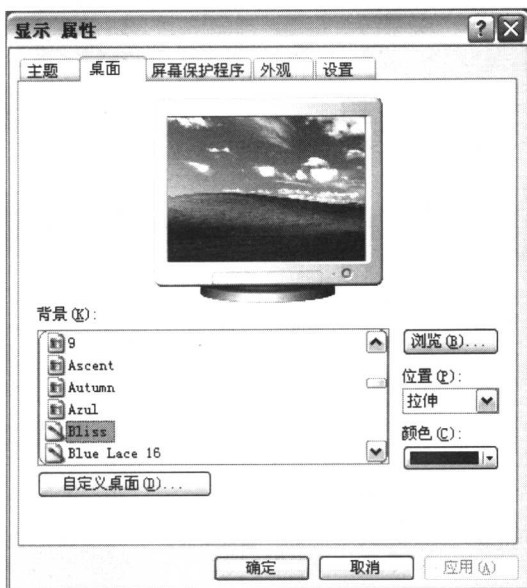 显示 属性
主题 桌面 屏幕保护程序 外观 设置
背景(K):
9
Ascent
Autumn
Azul
Bliss
Blue Lace 16
浏览(B)...
位置(P):
拉伸
颜色(C):
自定义桌面(D)...
确定 取消 应用(A)